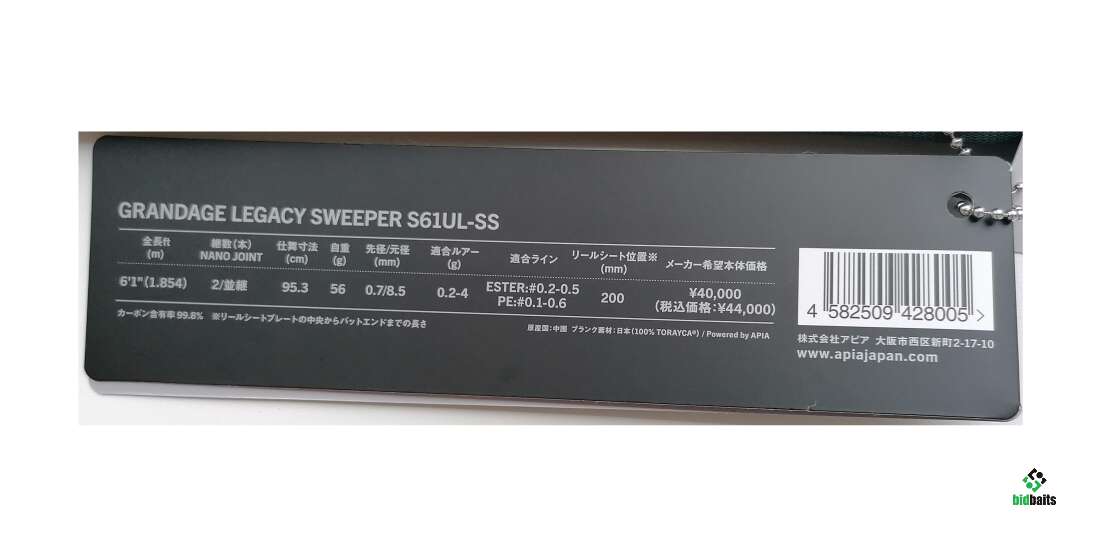 GRANDAGE LEGACY SWEEPER S61UL-SS
全長ft (m) 継数(本) NANO JOINT 仕舞寸法 (cm) 自重 (g) 先径/元径 (mm) 適合ルアー (g) 適合ライン リールシート位置※ (mm) メーカー希望本体価格
6'1"(1.854) 2/並継 95.3 56 0.7/8.5 0.2-4 ESTER:#0.2-0.5 PE:#0.1-0.6 200 ¥40,000 (税込価格:¥44,000)
カーボン含有率99.8% ※リールシートプレートの中央からバットエンドまでの長さ
原産国:中国 ブランク素材:日本(100% TORAYCA®) / Powered by APIA
4 582509 428005 >
株式会社アピア 大阪市西区新町2-17-10
www.apiajapan.com
bidbaits